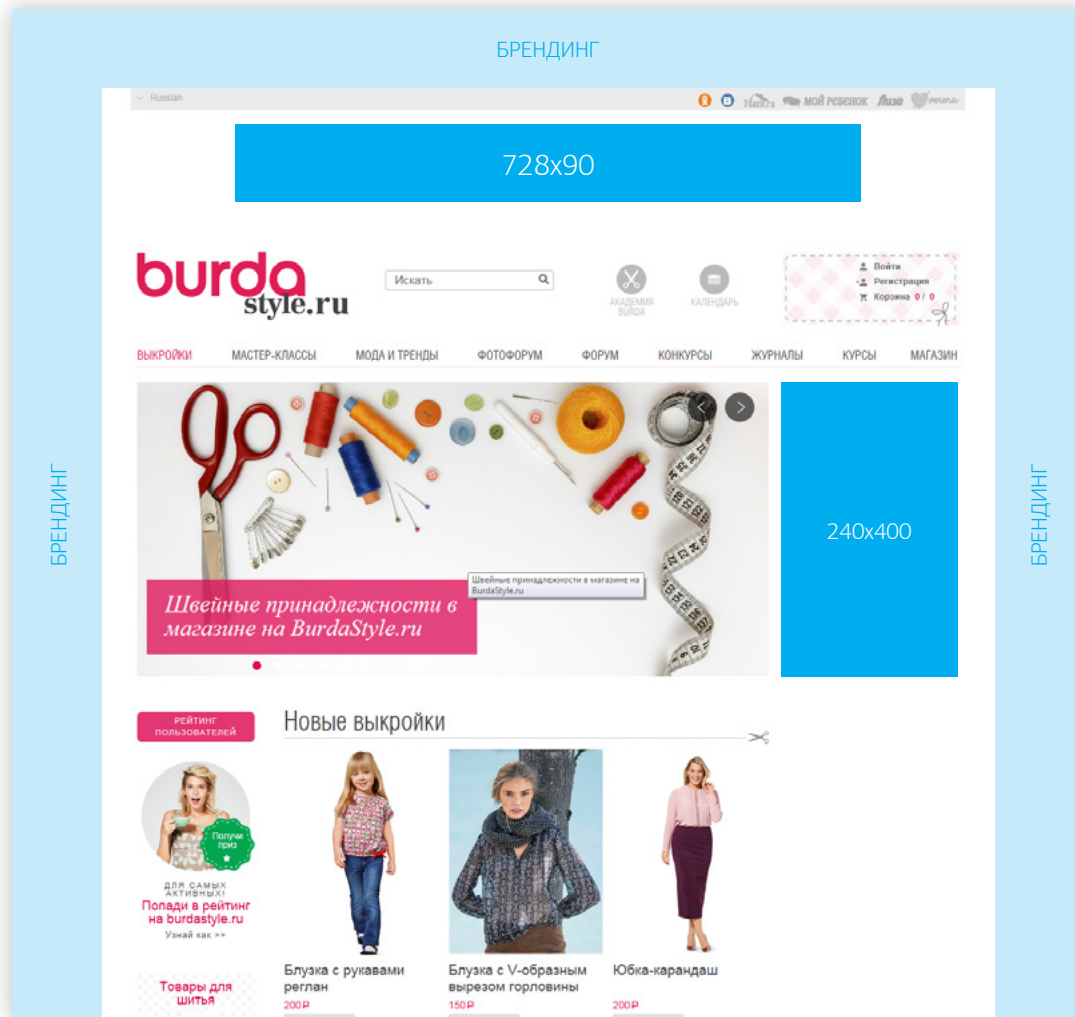 БРЕНДИНГ
Russian
7dach.ru
МОЙ РЕБЕНОК
Лиза
verena
728x90
burda
style.ru
Искать
АКАДЕМИЯ
BURDA
КАЛЕНДАРЬ
Войти
Регистрация
Корзина 0 / 0
ВЫКРОЙКИ МАСТЕР-КЛАССЫ МОДА И ТРЕНДЫ ФОТОФОРУМ ФОРУМ КОНКУРСЫ ЖУРНАЛЫ КУРСЫ МАГАЗИН
БРЕНДИНГ
240x400
БРЕНДИНГ
Швейные принадлежности в магазине на
BurdaStyle.ru
Швейные принадлежности в
магазине на BurdaStyle.ru
РЕЙТИНГ
ПОЛЬЗОВАТЕЛЕЙ
Новые выкройки
Получи
приз
ДЛЯ САМЫХ
АКТИВНЫХ!
Попади в рейтинг
на burdastyle.ru
Узнай как >>
Товары для
шитья
Блузка с рукавами
реглан
200 ₽
Блузка с V-образным
вырезом горловины
150 ₽
Юбка-карандаш
200 ₽